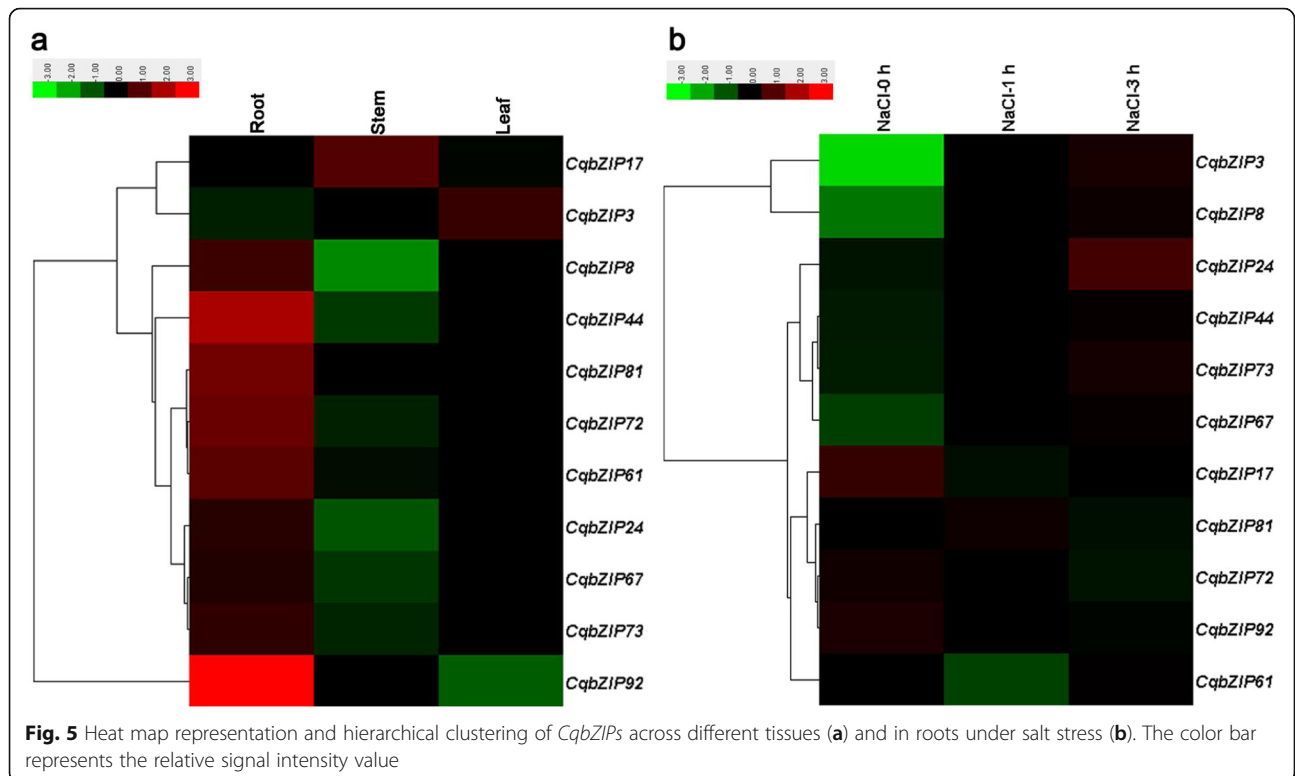 a
-3.00 -2.00 -1.00 0.00 1.00 2.00 3.00
Root Stem Leaf
CqbZIP17
CqbZIP3
CqbZIP8
CqbZIP44
CqbZIP81
CqbZIP72
CqbZIP61
CqbZIP24
CqbZIP67
CqbZIP73
CqbZIP92
b
-3.00 -2.00 -1.00 0.00 1.00 2.00 3.00
NaCl-0 h NaCl-1 h NaCl-3 h
CqbZIP3
CqbZIP8
CqbZIP24
CqbZIP44
CqbZIP73
CqbZIP67
CqbZIP17
CqbZIP81
CqbZIP72
CqbZIP92
CqbZIP61
Fig. 5 Heat map representation and hierarchical clustering of CqbZIPs across different tissues (a) and in roots under salt stress (b). The color bar
represents the relative signal intensity value